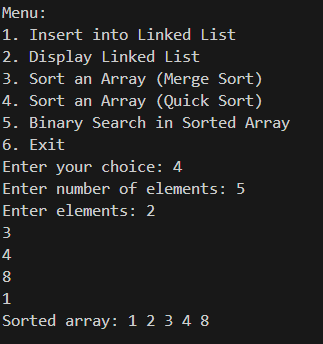 Menu:
1. Insert into Linked List
2. Display Linked List
3. Sort an Array (Merge Sort)
4. Sort an Array (Quick Sort)
5. Binary Search in Sorted Array
6. Exit
Enter your choice: 4
Enter number of elements: 5
Enter elements: 2
3
4
8
1
Sorted array: 1 2 3 4 8